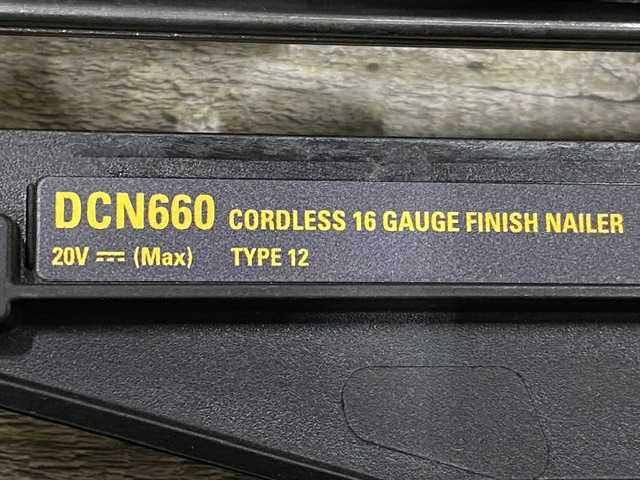 DCN660 CORDLESS 16 GAUGE FINISH NAILER
20V ⎓ (Max) TYPE 12